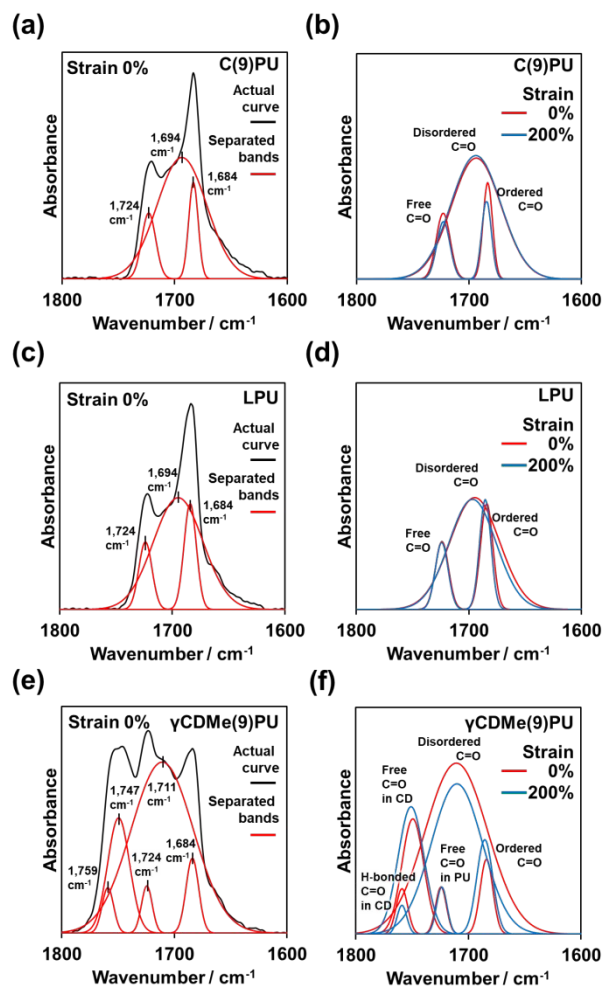 (a)
Strain 0%
C(9)PU
Actual
curve
Separated
bands
1,694
cm-1
1,684
cm-1
1,724
cm-1
Absorbance
1800
1700
1600
Wavenumber / cm-1
(b)
C(9)PU
Strain
0%
200%
Disordered
C=O
Free
C=O
Ordered
C=O
Absorbance
1800
1700
1600
Wavenumber / cm-1
(c)
Strain 0%
LPU
Actual
curve
Separated
bands
1,694
cm-1
1,684
cm-1
1,724
cm-1
Absorbance
1800
1700
1600
Wavenumber / cm-1
(d)
LPU
Strain
0%
200%
Disordered
C=O
Free
C=O
Ordered
C=O
Absorbance
1800
1700
1600
Wavenumber / cm-1
(e)
Strain 0%
γCDMe(9)PU
Actual
curve
Separated
bands
1,747
cm-1
1,711
cm-1
1,759
cm-1
1,724
cm-1
1,684
cm-1
Absorbance
1800
1700
1600
Wavenumber / cm-1
(f)
γCDMe(9)PU
Disordered
C=O
Strain
0%
200%
Free
C=O
in CD
H-bonded
C=O
in CD
Free
C=O
in PU
Ordered
C=O
Absorbance
1800
1700
1600
Wavenumber / cm-1